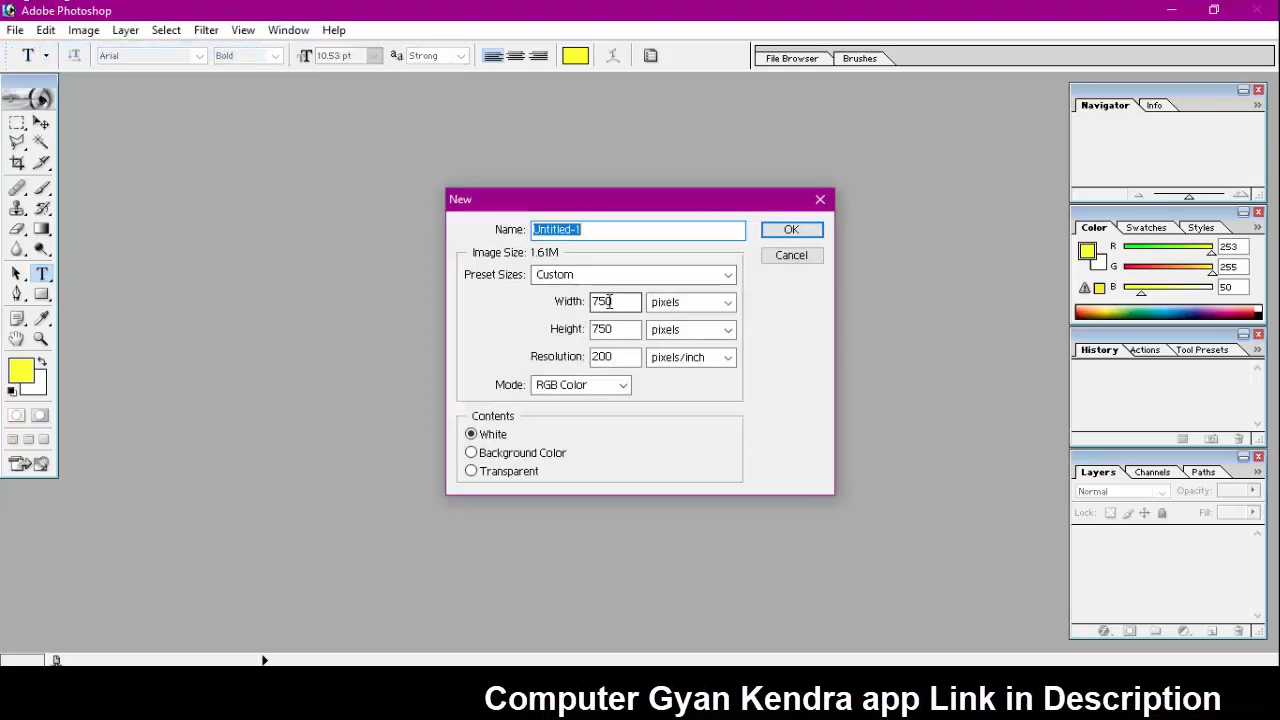 Adobe Photoshop
File Edit Image Layer Select Filter View Window Help
T Arial Bold T 10.53 pt aa Strong File Browser Brushes
Navigator Info
New
Name: Untitled-1 OK
Image Size: 1.61M Cancel
Preset Sizes: Custom
Width: 750 pixels
Height: 750 pixels
Resolution: 200 pixels/inch
Mode: RGB Color
Contents
White
Background Color
Transparent
Color Swatches Styles
R 253
G 255
B 50
History Actions Tool Presets
Layers Channels Paths
Normal Opacity:
Lock: Fill:
Computer Gyan Kendra app Link in Description